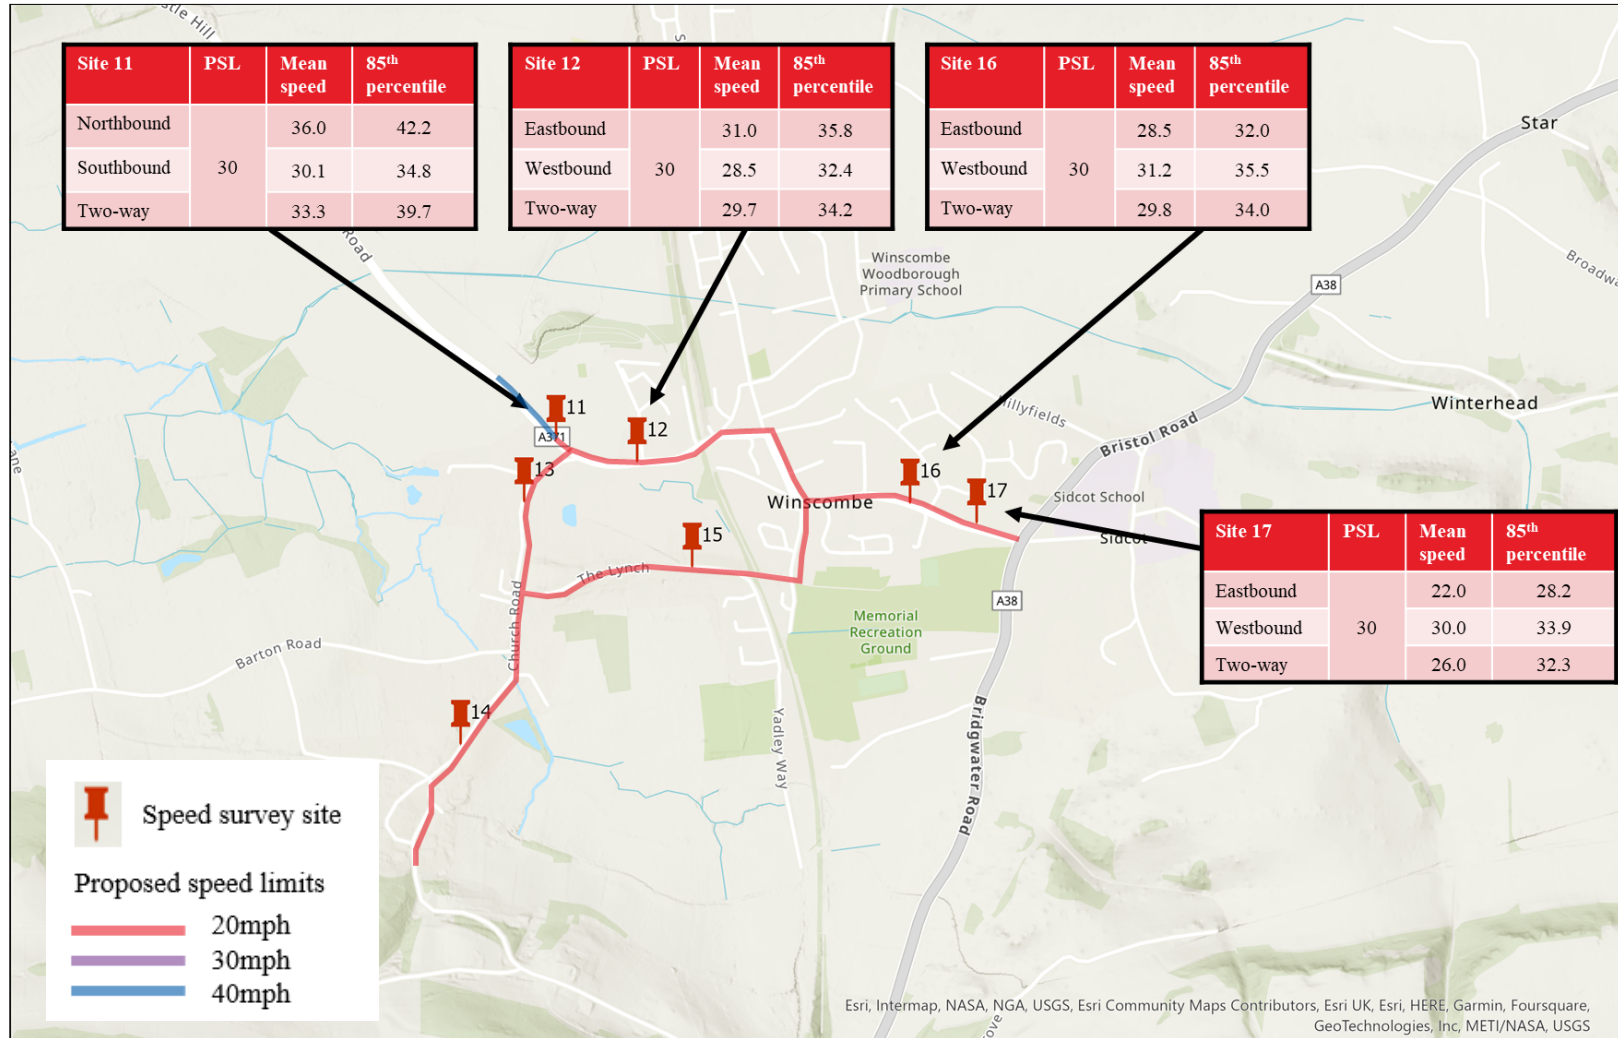 stle Hill
Site 11 PSL Mean speed 85th percentile
Northbound 30 36.0 42.2
Southbound 30.1 34.8
Two-way 33.3 39.7
Site 12 PSL Mean speed 85th percentile
Eastbound 30 31.0 35.8
Westbound 28.5 32.4
Two-way 29.7 34.2
Site 16 PSL Mean speed 85th percentile
Eastbound 30 28.5 32.0
Westbound 31.2 35.5
Two-way 29.8 34.0
S
Star
Road
Winscombe
Woodborough
Primary School
Broadwa
A38
11
A371
12
13
Hillyfields
Winterhead
Bristol Road
ane
16
17
Winscombe
Sidcot School
Sidcot
15
The Lynch
Site 17 PSL Mean speed 85th percentile
Eastbound 30 22.0 28.2
Westbound 30.0 33.9
Two-way 26.0 32.3
A38
Church Road
Memorial
Recreation
Ground
Barton Road
14
Yadley Way
Bridgwater Road
Speed survey site
Proposed speed limits
20mph
30mph
40mph
ove
Esri, Intermap, NASA, NGA, USGS, Esri Community Maps Contributors, Esri UK, Esri, HERE, Garmin, Foursquare,
GeoTechnologies, Inc, METI/NASA, USGS